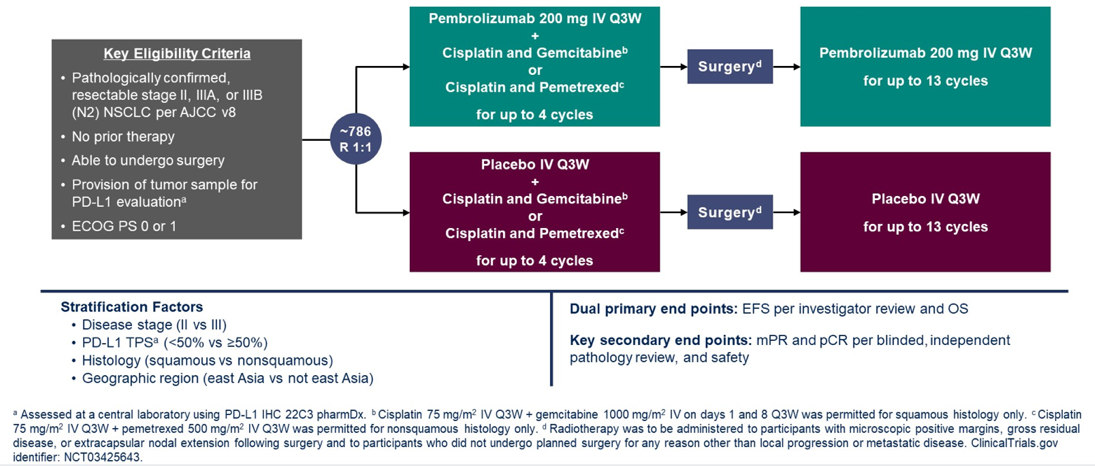 Key Eligibility Criteria
• Pathologically confirmed,
resectable stage II, IIIA, or IIIB
(N2) NSCLC per AJCC v8
• No prior therapy
• Able to undergo surgery
• Provision of tumor sample for
PD-L1 evaluationᵃ
• ECOG PS 0 or 1
~786
R 1:1
Pembrolizumab 200 mg IV Q3W
+
Cisplatin and Gemcitabineᵇ
or
Cisplatin and Pemetrexedᶜ
for up to 4 cycles
Surgeryᵈ
Pembrolizumab 200 mg IV Q3W
for up to 13 cycles
Placebo IV Q3W
+
Cisplatin and Gemcitabineᵇ
or
Cisplatin and Pemetrexedᶜ
for up to 4 cycles
Surgeryᵈ
Placebo IV Q3W
for up to 13 cycles
Stratification Factors
• Disease stage (II vs III)
• PD-L1 TPSᵃ (<50% vs ≥50%)
• Histology (squamous vs nonsquamous)
• Geographic region (east Asia vs not east Asia)
Dual primary end points: EFS per investigator review and OS
Key secondary end points: mPR and pCR per blinded, independent
pathology review, and safety
ᵃ Assessed at a central laboratory using PD-L1 IHC 22C3 pharmDx. ᵇ Cisplatin 75 mg/m² IV Q3W + gemcitabine 1000 mg/m² IV on days 1 and 8 Q3W was permitted for squamous histology only. ᶜ Cisplatin
75 mg/m² IV Q3W + pemetrexed 500 mg/m² IV Q3W was permitted for nonsquamous histology only. ᵈ Radiotherapy was to be administered to participants with microscopic positive margins, gross residual
disease, or extracapsular nodal extension following surgery and to participants who did not undergo planned surgery for any reason other than local progression or metastatic disease. ClinicalTrials.gov
identifier: NCT03425643.